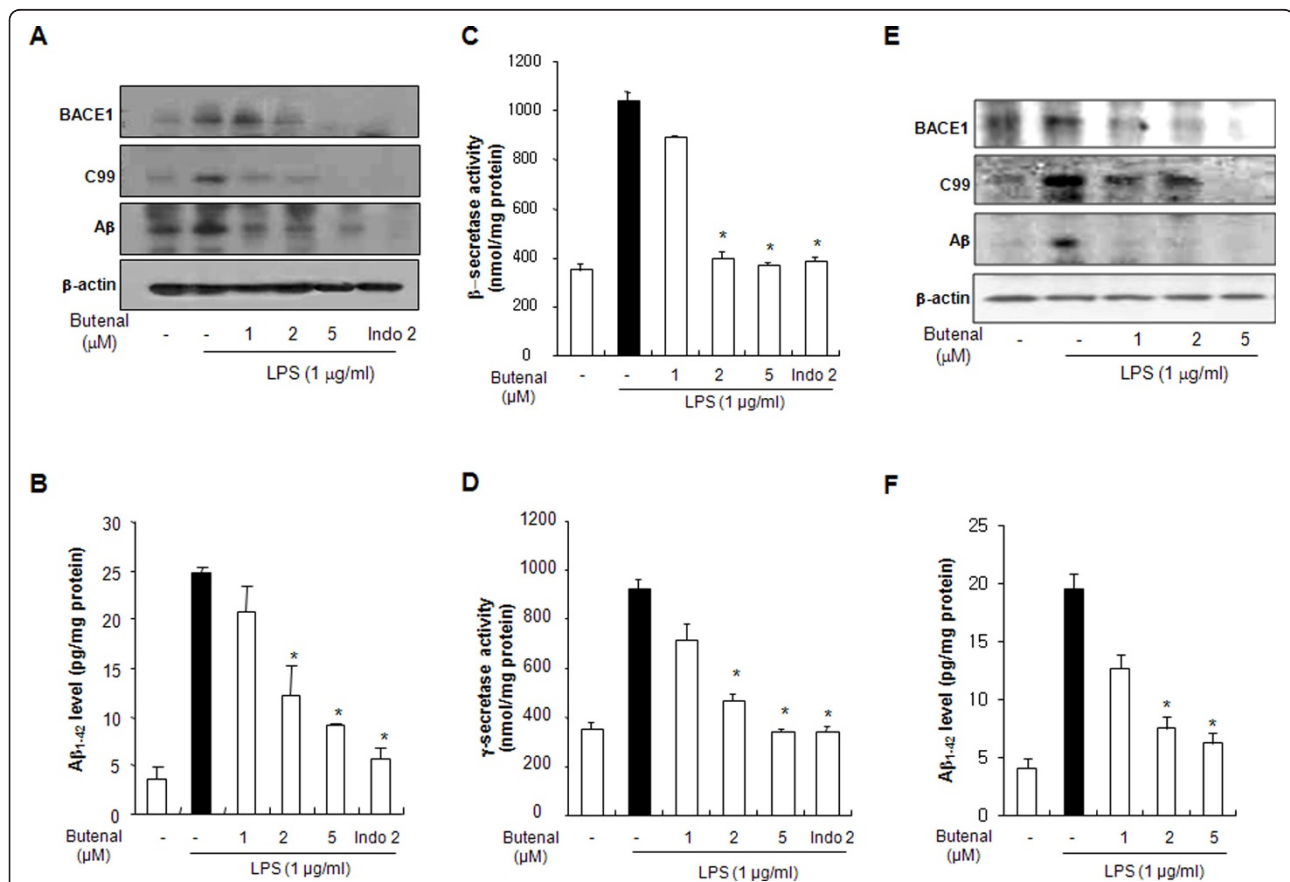 A
BACE1
C99
Aβ
β-actin
Butenal
(μM)
- - 1 2 5 Indo 2
LPS (1 μg/ml)
C
β-secretase activity
(nmol/mg protein)
1200
1000
800
600
400
200
0
* * *
Butenal
(μM)
- - 1 2 5 Indo 2
LPS (1 μg/ml)
E
BACE1
C99
Aβ
β-actin
Butenal
(μM)
- - 1 2 5
LPS (1 μg/ml)
B
Aβ1-42 level (pg/mg protein)
30
25
20
15
10
5
0
* * *
Butenal
(μM)
- - 1 2 5 Indo 2
LPS (1 μg/ml)
D
γ-secretase activity
(nmol/mg protein)
1200
1000
800
600
400
200
0
* * *
Butenal
(μM)
- - 1 2 5 Indo 2
LPS (1 μg/ml)
F
Aβ1-42 level (pg/mg protein)
25
20
15
10
5
0
* *
Butenal
(μM)
- - 1 2 5
LPS (1 μg/ml)